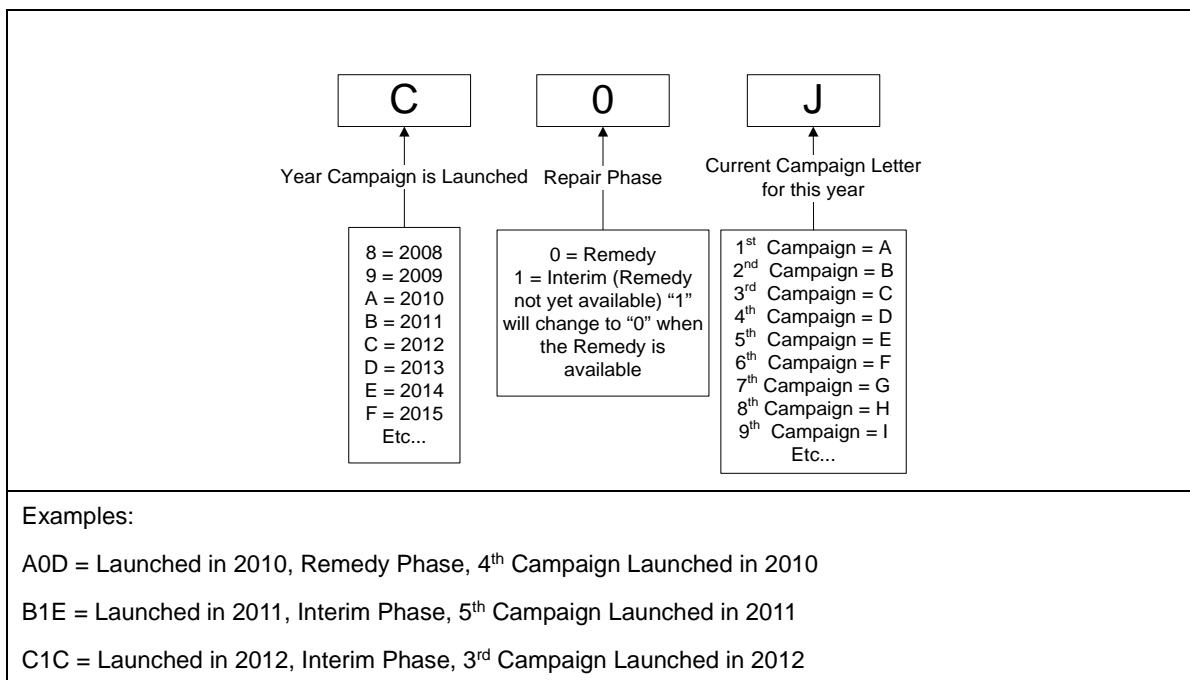 C 0 J
Year Campaign is Launched
Repair Phase
Current Campaign Letter
for this year
8 = 2008
9 = 2009
A = 2010
B = 2011
C = 2012
D = 2013
E = 2014
F = 2015
Etc...
0 = Remedy
1 = Interim (Remedy
not yet available) “1”
will change to “0” when
the Remedy is
available
1st Campaign = A
2nd Campaign = B
3rd Campaign = C
4th Campaign = D
5th Campaign = E
6th Campaign = F
7th Campaign = G
8th Campaign = H
9th Campaign = I
Etc...
Examples:
A0D = Launched in 2010, Remedy Phase, 4th Campaign Launched in 2010
B1E = Launched in 2011, Interim Phase, 5th Campaign Launched in 2011
C1C = Launched in 2012, Interim Phase, 3rd Campaign Launched in 2012